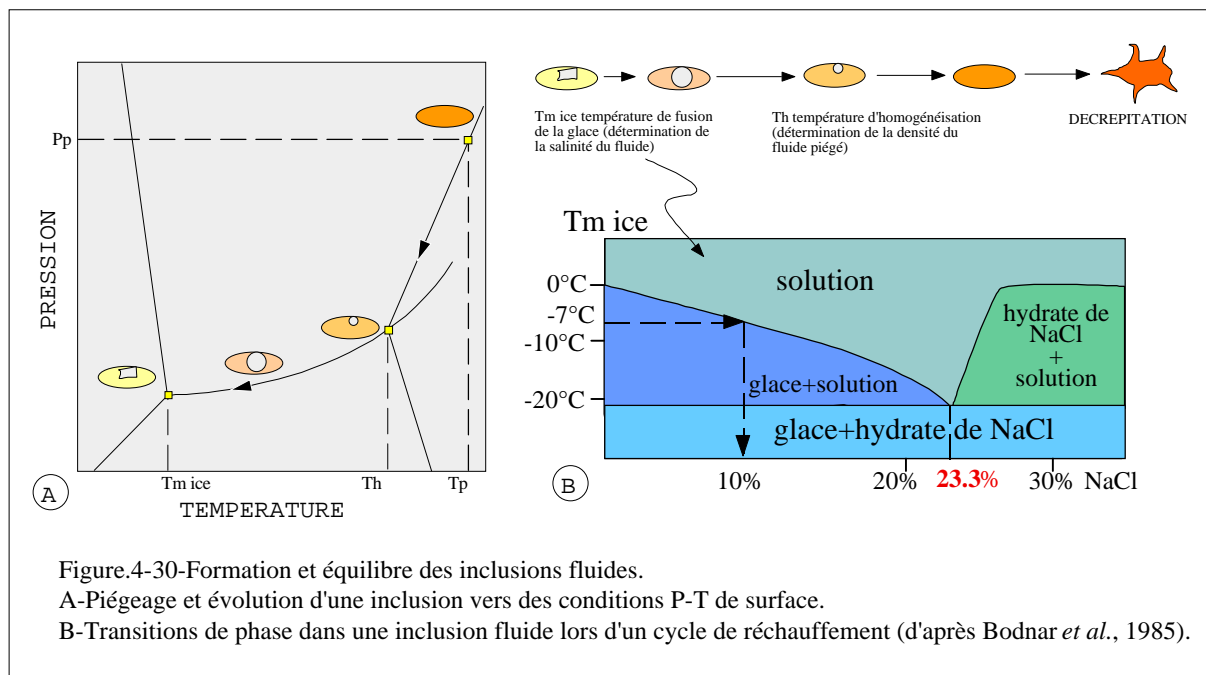 Pp
PRESSION
Tm ice
Th
Tp
TEMPERATURE
A
Tm ice température de fusion
de la glace (détermination de
la salinité du fluide)
Th température d'homogénéisation
(détermination de la densité du
fluide piégé)
DECREPITATION
Tm ice
0°C
-7°C
-10°C
-20°C
solution
glace+solution
hydrate de
NaCl
+
solution
glace+hydrate de NaCl
10%
20%
23.3%
30%
NaCl
B
Figure.4-30-Formation et équilibre des inclusions fluides.
A-Piégeage et évolution d'une inclusion vers des conditions P-T de surface.
B-Transitions de phase dans une inclusion fluide lors d'un cycle de réchauffement (d'après Bodnar et al., 1985).